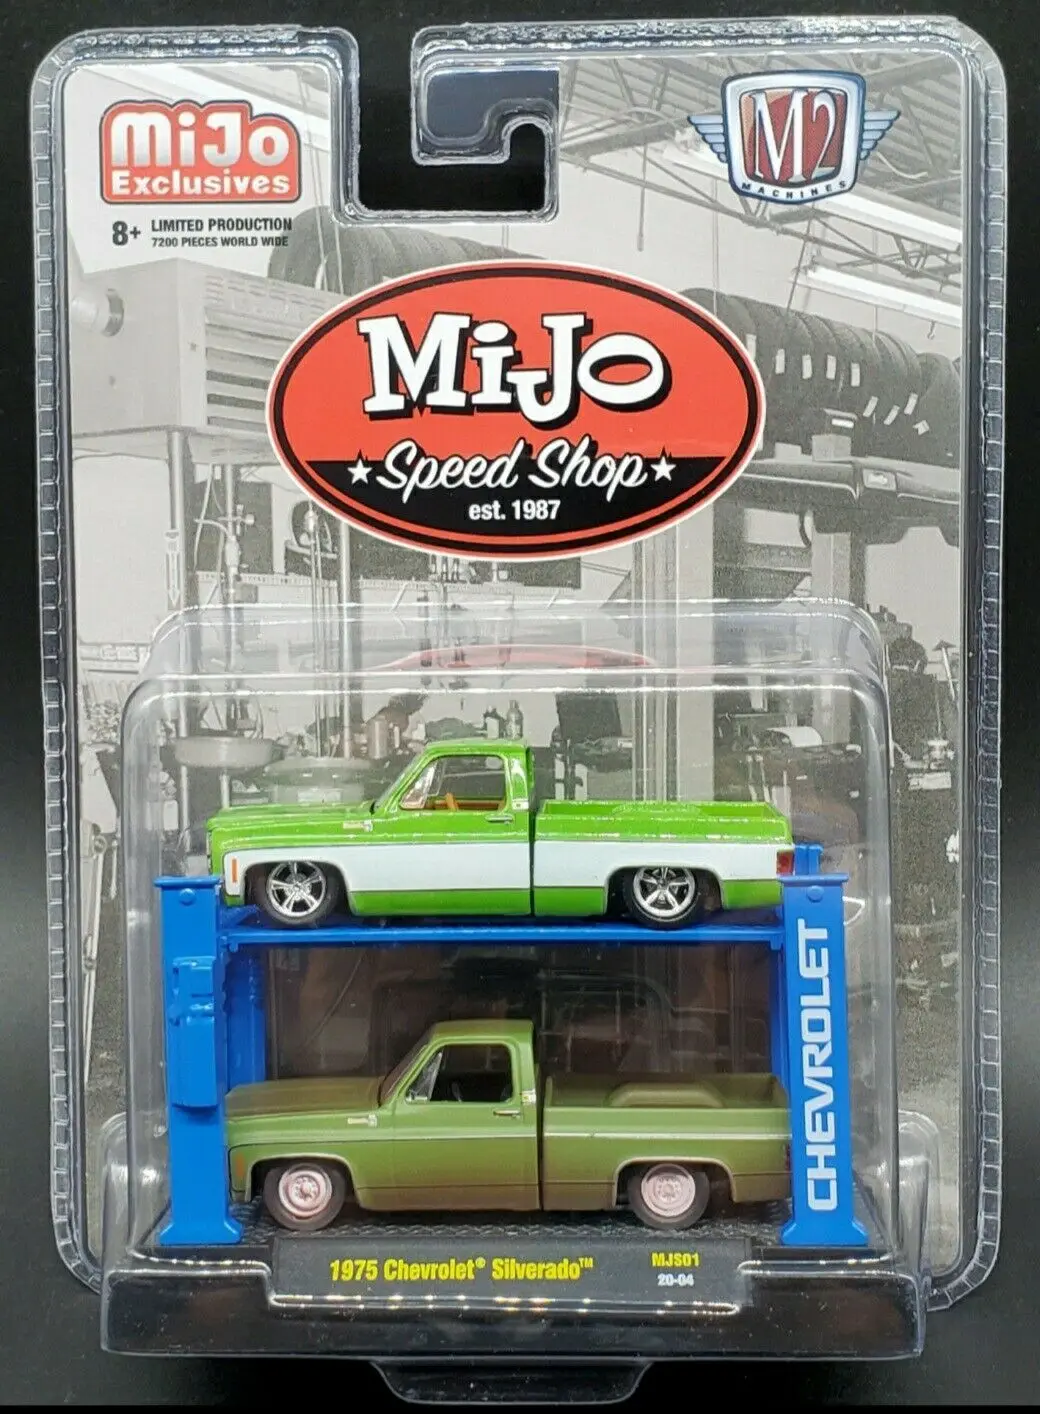 MiJo
Exclusives
8+ LIMITED PRODUCTION
7200 PIECES WORLD WIDE
M2
MACHINES
MiJo
Speed Shop
est. 1987
CHEVROLET
1975 Chevrolet® Silverado™
MJS01
20-04